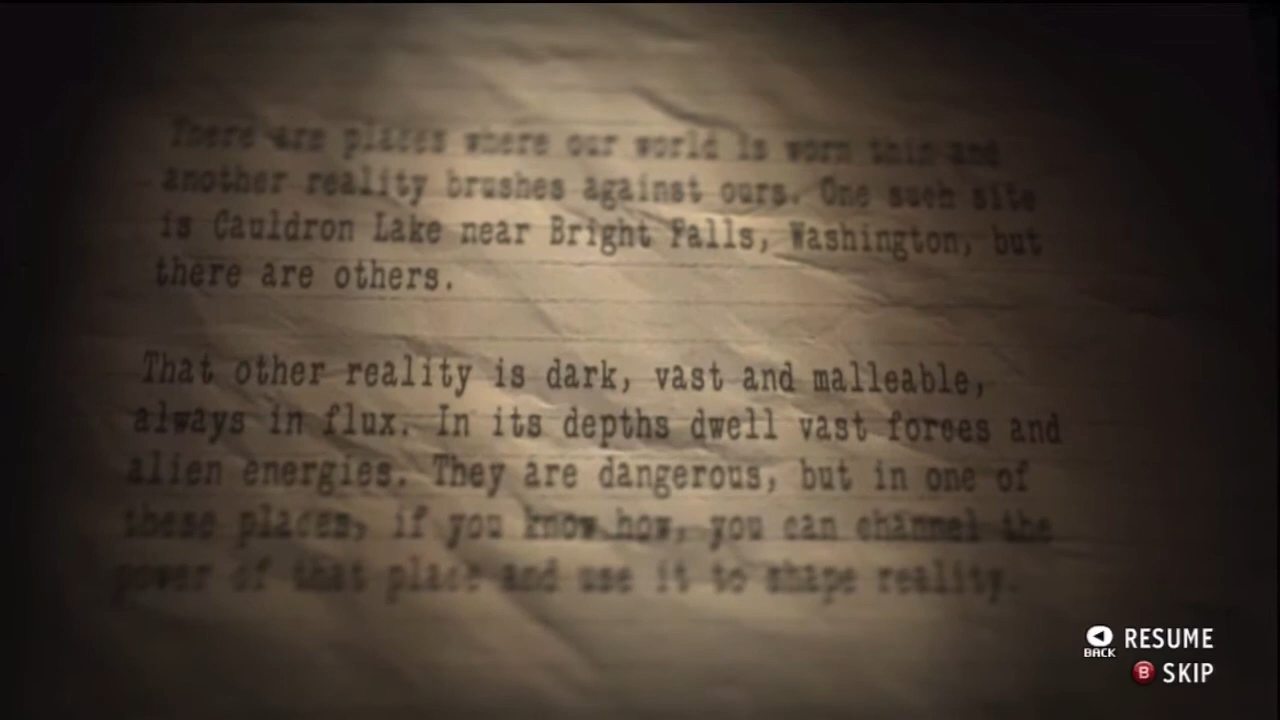 There are places where our world is worn thin and
another reality brushes against ours. One such site
is Cauldron Lake near Bright Falls, Washington, but
there are others.
That other reality is dark, vast and malleable,
always in flux. In its depths dwell vast forces and
alien energies. They are dangerous, but in one of
these places, if you know how, you can channel the
power of that place and use it to shape reality.
BACK RESUME
B SKIP